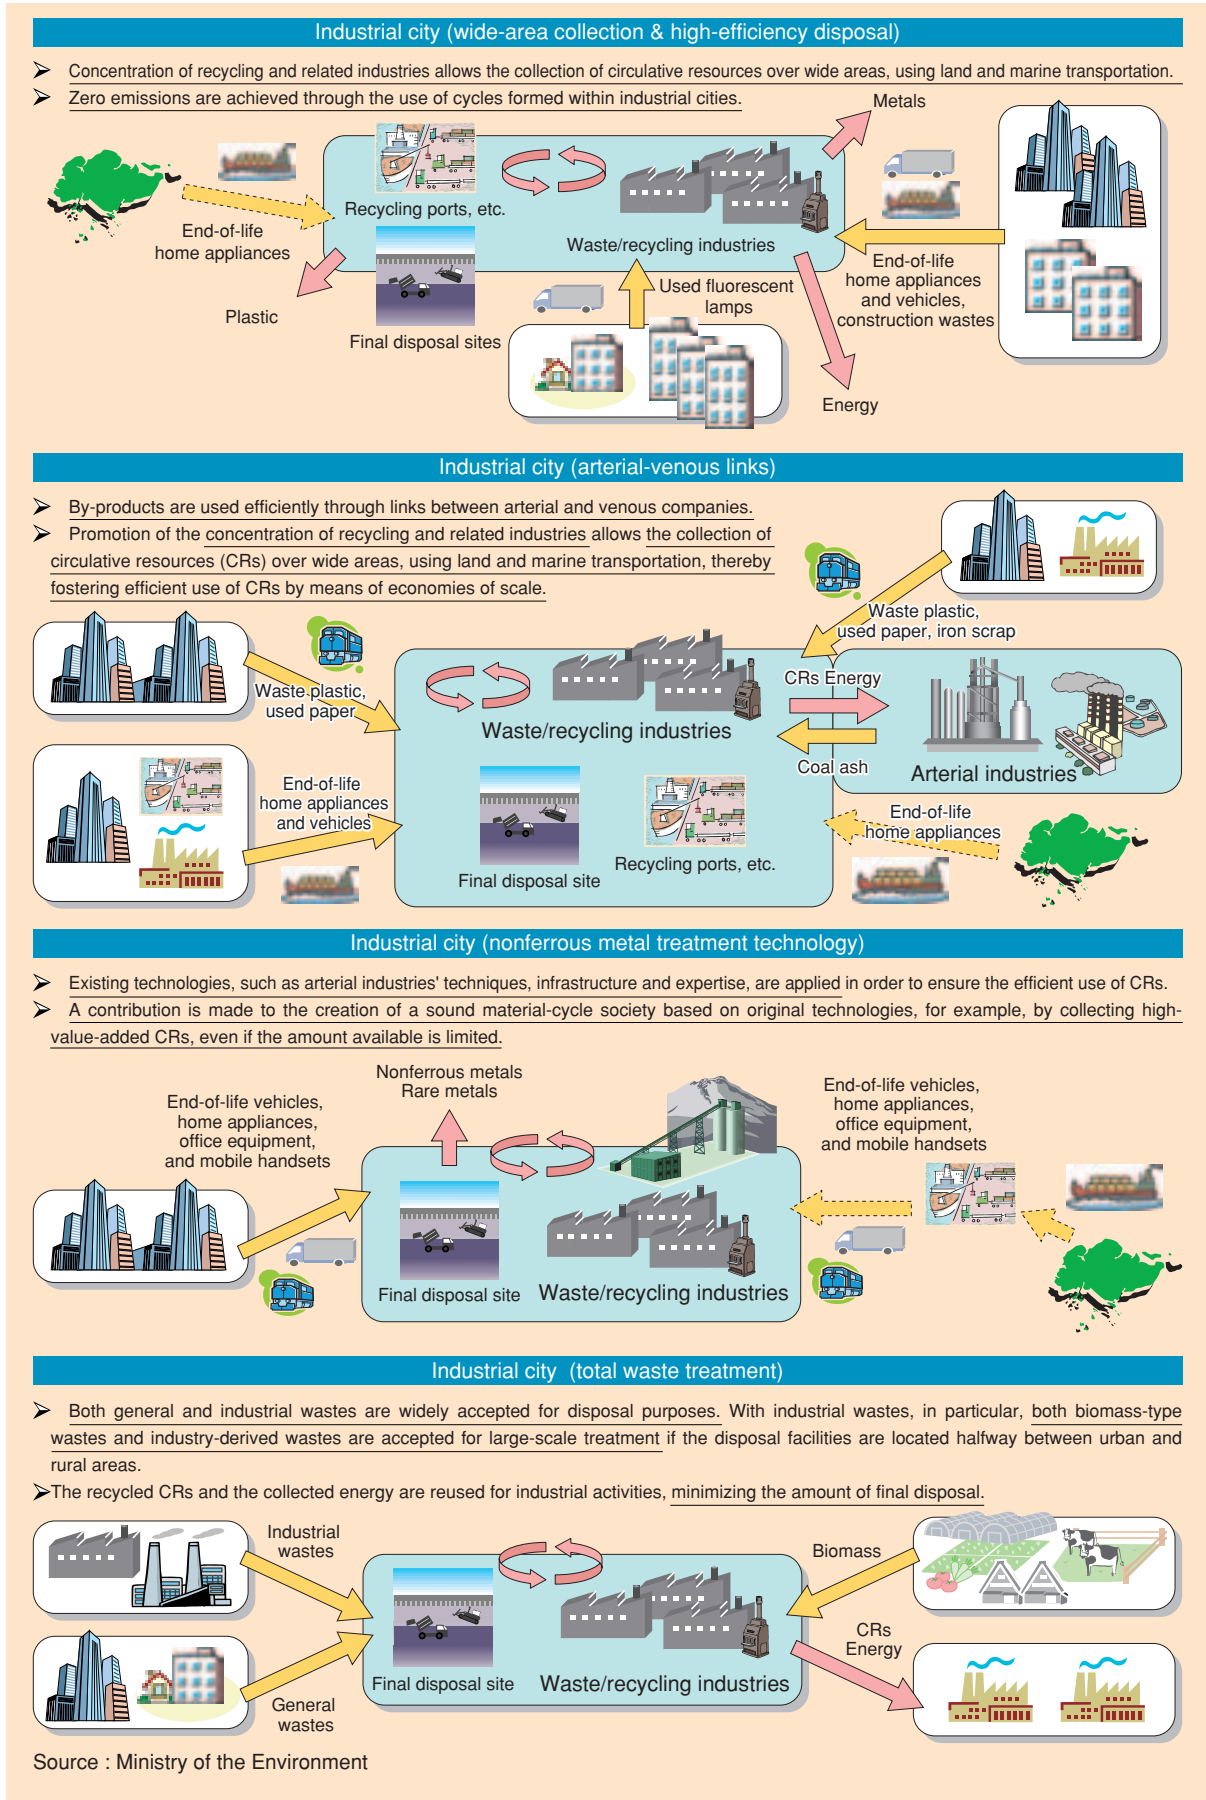 Industrial city (wide-area collection & high-efficiency disposal)
➢ Concentration of recycling and related industries allows the collection of circulative resources over wide areas, using land and marine transportation.
➢ Zero emissions are achieved through the use of cycles formed within industrial cities.
Metals
Recycling ports, etc.
End-of-life
home appliances
Waste/recycling industries
End-of-life
home appliances
and vehicles,
construction wastes
Used fluorescent
lamps
Plastic
Final disposal sites
Energy
Industrial city (arterial-venous links)
➢ By-products are used efficiently through links between arterial and venous companies.
➢ Promotion of the concentration of recycling and related industries allows the collection of
circulative resources (CRs) over wide areas, using land and marine transportation, thereby
fostering efficient use of CRs by means of economies of scale.
Waste plastic,
used paper, iron scrap
Waste plastic,
used paper
CRs Energy
Waste/recycling industries
Coal ash
Arterial industries
End-of-life
home appliances
and vehicles
End-of-life
home appliances
Recycling ports, etc.
Final disposal site
Industrial city (nonferrous metal treatment technology)
➢ Existing technologies, such as arterial industries' techniques, infrastructure and expertise, are applied in order to ensure the efficient use of CRs.
➢ A contribution is made to the creation of a sound material-cycle society based on original technologies, for example, by collecting high-
value-added CRs, even if the amount available is limited.
Nonferrous metals
Rare metals
End-of-life vehicles,
home appliances,
office equipment,
and mobile handsets
End-of-life vehicles,
home appliances,
office equipment,
and mobile handsets
Final disposal site
Waste/recycling industries
Industrial city (total waste treatment)
➢ Both general and industrial wastes are widely accepted for disposal purposes. With industrial wastes, in particular, both biomass-type
wastes and industry-derived wastes are accepted for large-scale treatment if the disposal facilities are located halfway between urban and
rural areas.
➢The recycled CRs and the collected energy are reused for industrial activities, minimizing the amount of final disposal.
Industrial
wastes
Biomass
CRs
Energy
Final disposal site
Waste/recycling industries
General
wastes
Source : Ministry of the Environment